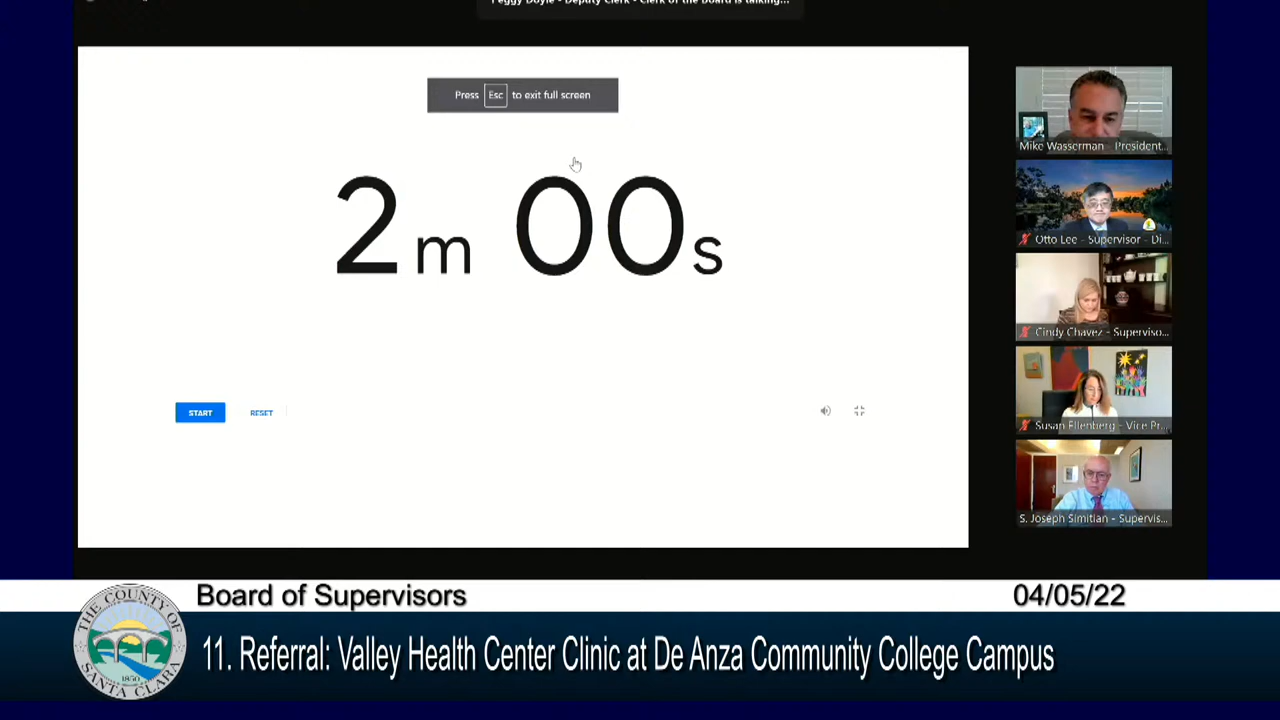 Peggy Doyle - Deputy Clerk - Clerk of the Board is talking...
Press Esc to exit full screen
2m 00s
START
RESET
Mike Wasserman - President...
Otto Lee - Supervisor - Di...
Cindy Chavez - Superviso...
Susan Ellenberg - Vice Pr...
S. Joseph Simitian - Supervis...
Board of Supervisors
04/05/22
THE COUNTY OF SANTA CLARA
1850
11. Referral: Valley Health Center Clinic at De Anza Community College Campus